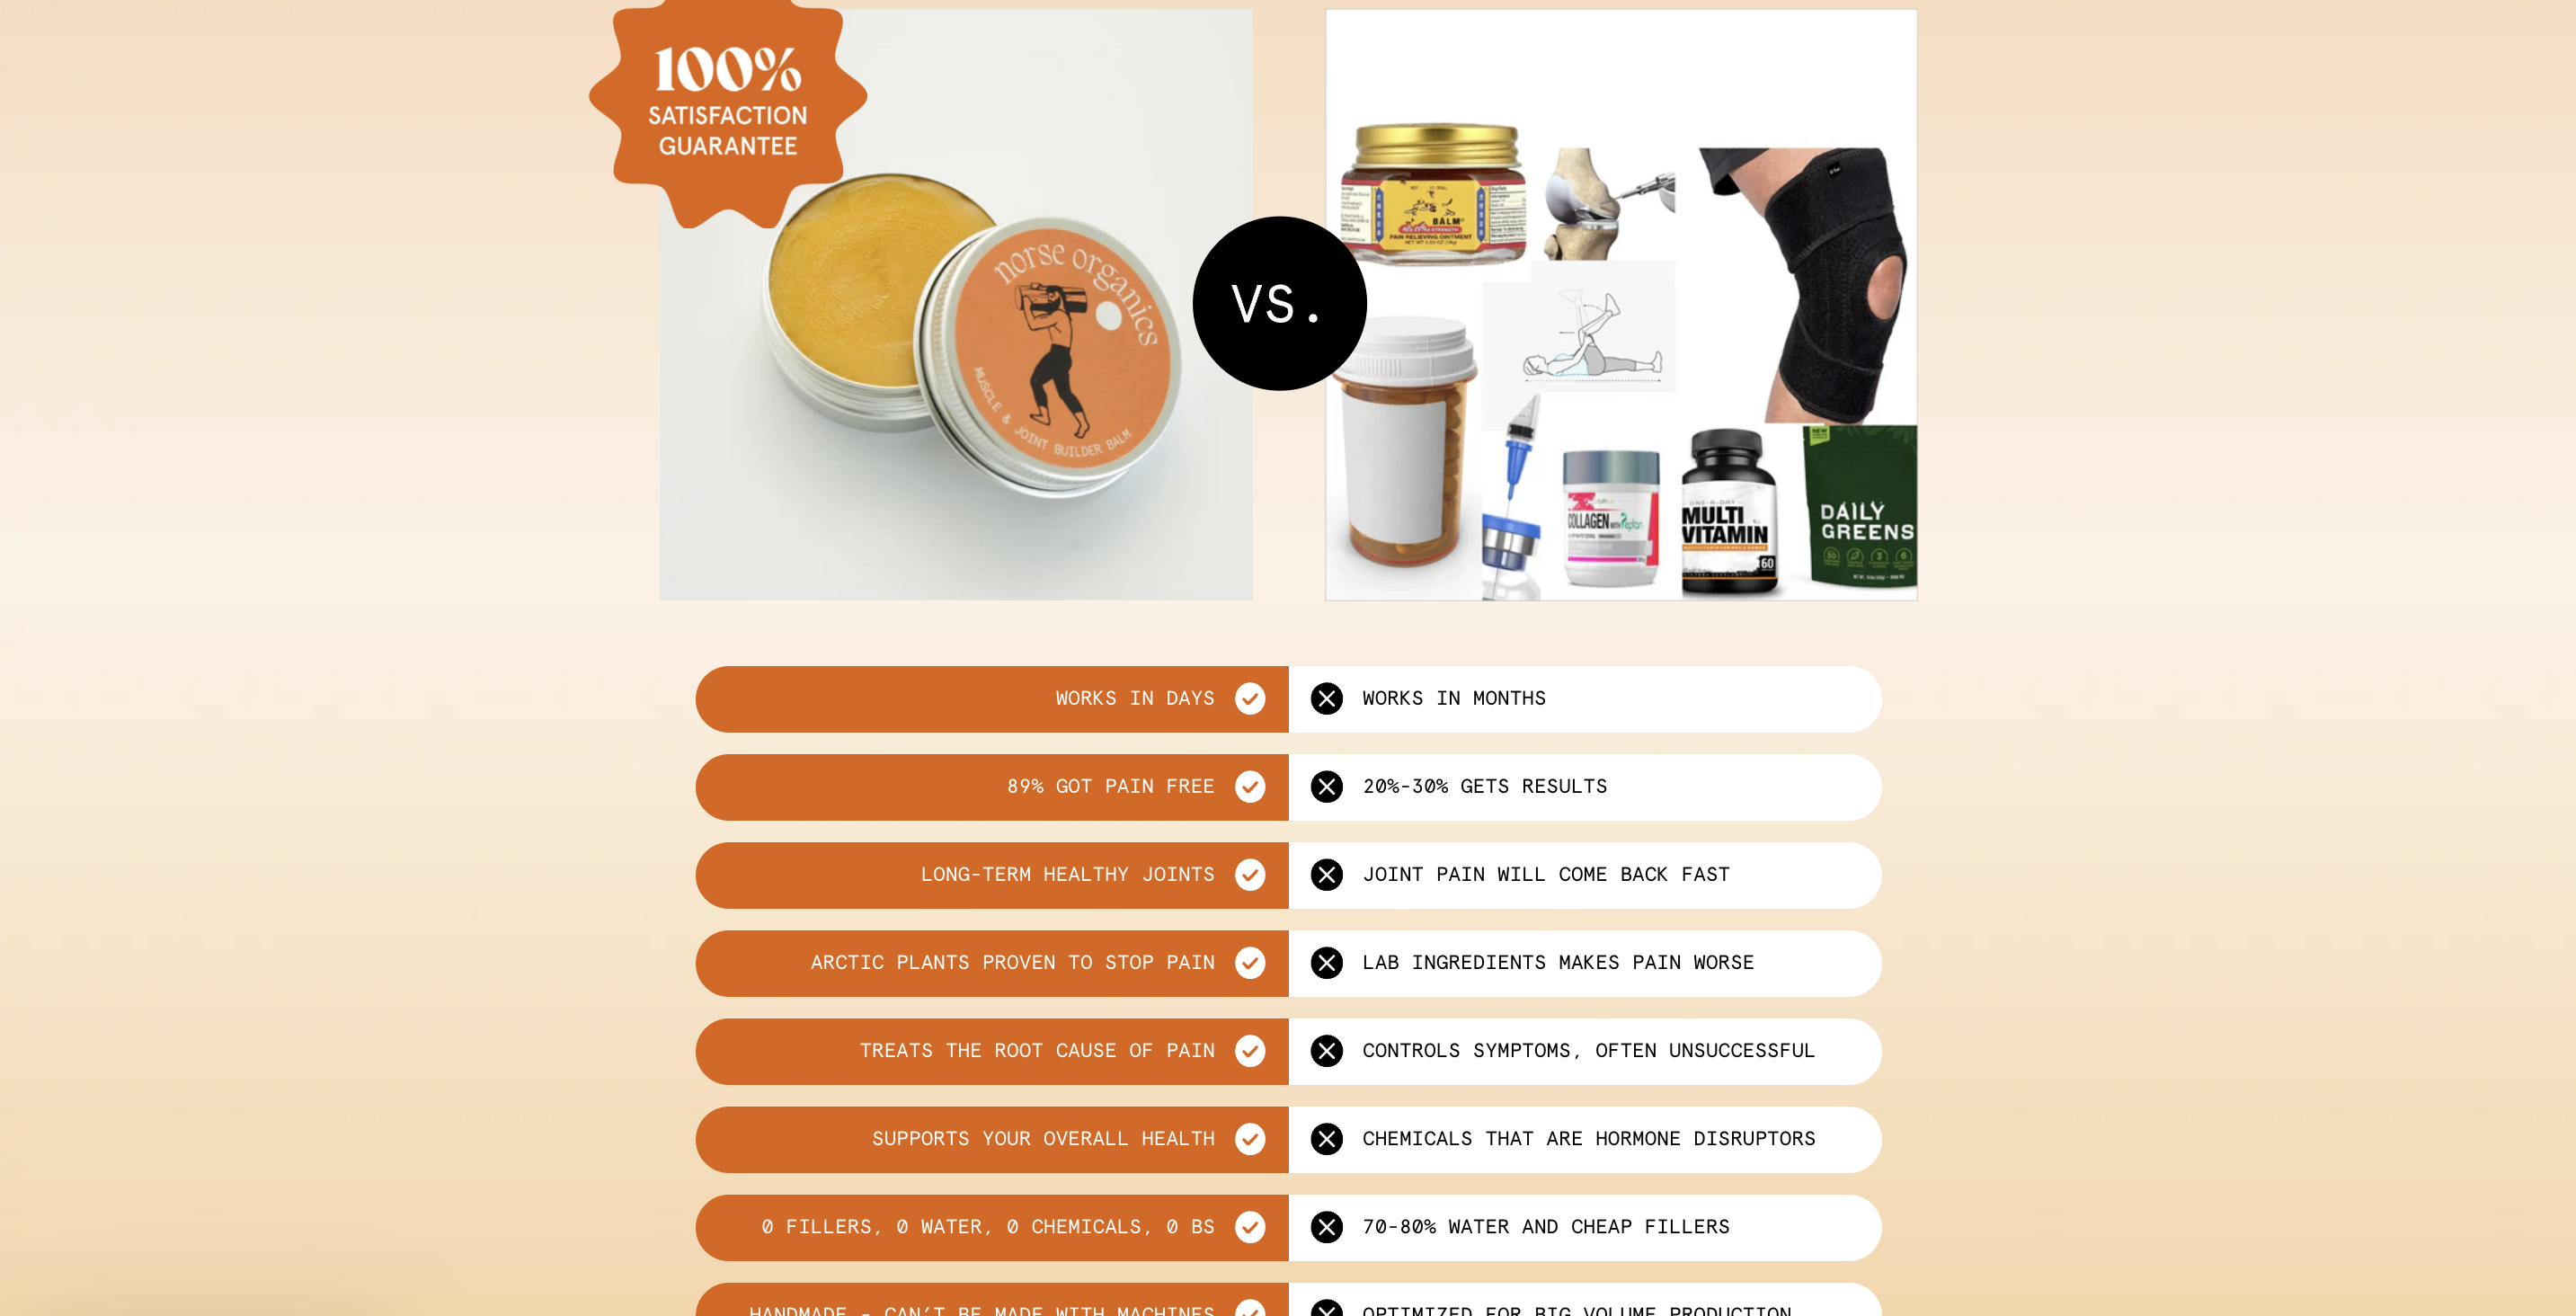 100%
SATISFACTION
GUARANTEE
norse organics
MUSCLE & JOINT BUILDER BALM
VS.
BALM
PAIN RELIEVING OINTMENT
COLLAGEN
ONE-A-DAY
MULTI
VITAMIN
60
NEW
DAILY
GREENS
WORKS IN DAYS
WORKS IN MONTHS
89% GOT PAIN FREE
20%-30% GETS RESULTS
LONG-TERM HEALTHY JOINTS
JOINT PAIN WILL COME BACK FAST
ARCTIC PLANTS PROVEN TO STOP PAIN
LAB INGREDIENTS MAKES PAIN WORSE
TREATS THE ROOT CAUSE OF PAIN
CONTROLS SYMPTOMS, OFTEN UNSUCCESSFUL
SUPPORTS YOUR OVERALL HEALTH
CHEMICALS THAT ARE HORMONE DISRUPTORS
0 FILLERS, 0 WATER, 0 CHEMICALS, 0 BS
70-80% WATER AND CHEAP FILLERS
HANDMADE - CAN'T BE MADE WITH MACHINES
OPTIMIZED FOR BIG VOLUME PRODUCTION